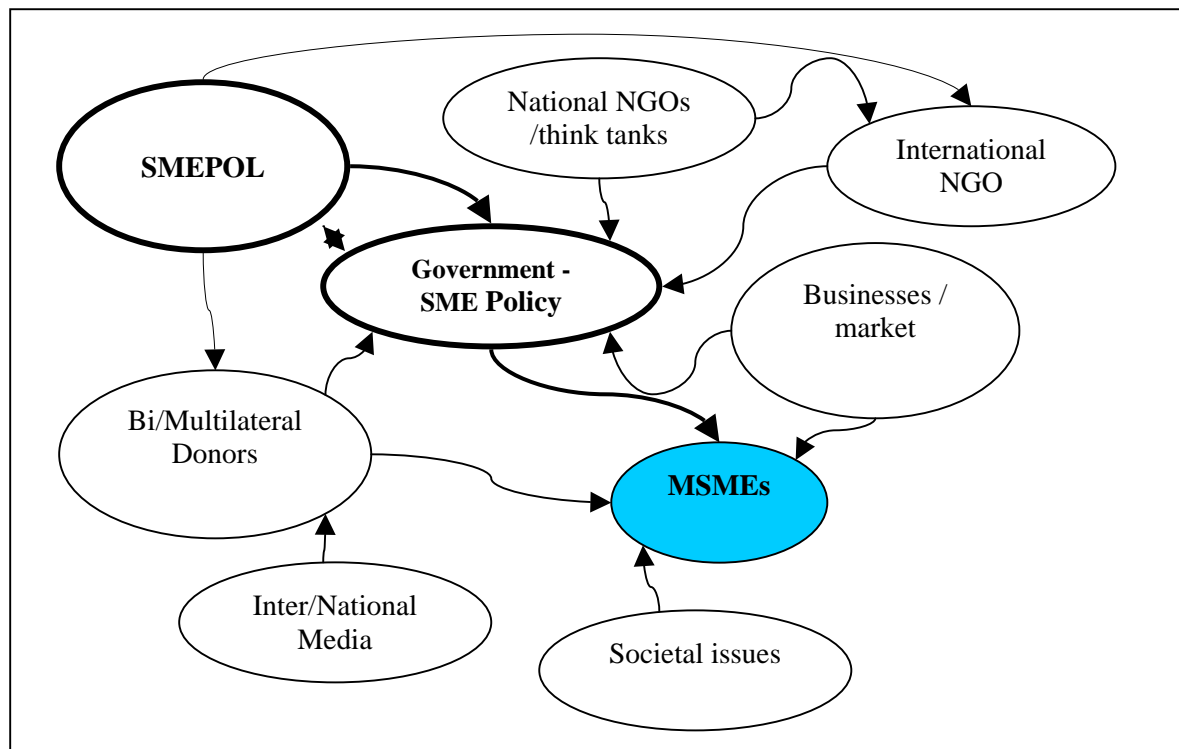 National NGOs
/think tanks
SMEPOL
International
NGO
Government -
SME Policy
Businesses /
market
Bi/Multilateral
Donors
MSMEs
Inter/National
Media
Societal issues